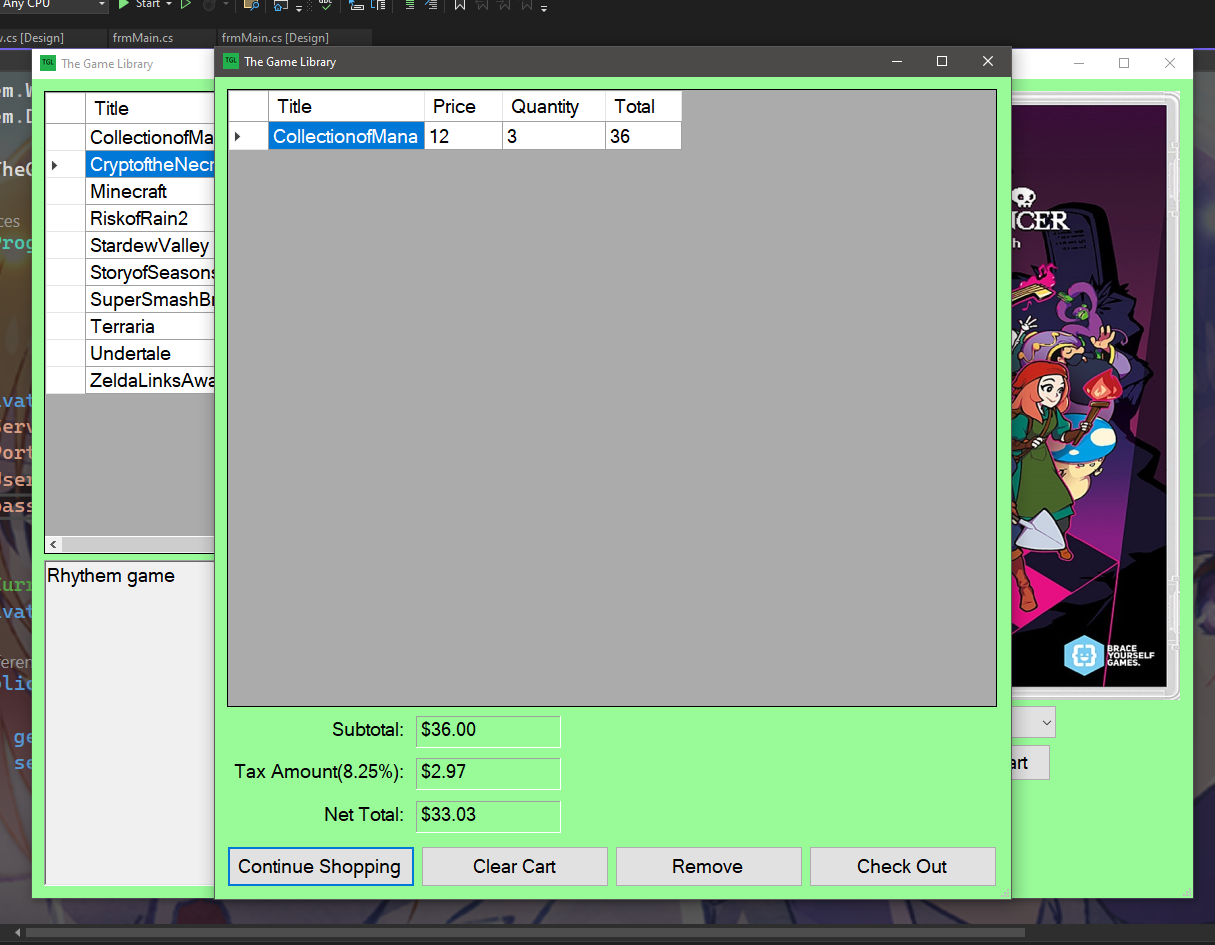 Any CPU
Start
.cs [Design]
frmMain.cs
frmMain.cs [Design]
TGL The Game Library
TGL The Game Library
Title
CollectionofMa
CryptoftheNecr
Minecraft
RiskofRain2
StardewValley
StoryofSeasons
SuperSmashBr
Terraria
Undertale
ZeldaLinksAwa
Rhythem game
Title Price Quantity Total
CollectionofMana 12 3 36
Subtotal: $36.00
Tax Amount(8.25%): $2.97
Net Total: $33.03
Continue Shopping Clear Cart Remove Check Out
NCER
h
BRACE
YOURSELF
GAMES.
art